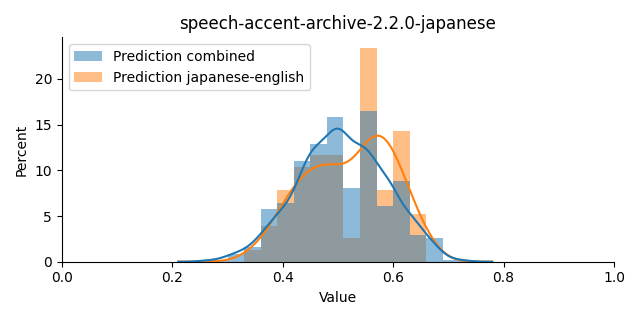 speech-accent-archive-2.2.0-japanese
Prediction combined
Prediction japanese-english
Percent
20
15
10
5
0
0.0 0.2 0.4 0.6 0.8 1.0
Value